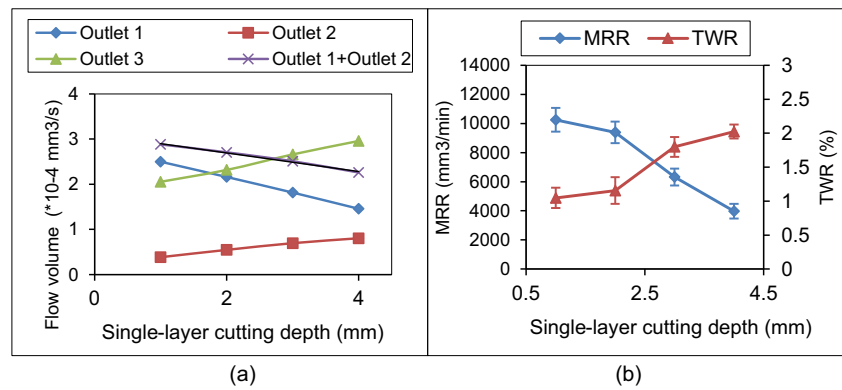 Outlet 1
Outlet 2
Outlet 3
Outlet 1+Outlet 2
Flow volume (*10-4 mm3/s)
4
3
2
1
0
0
2
4
Single-layer cutting depth (mm)
(a)
MRR
TWR
MRR (mm3/min)
14000
12000
10000
8000
6000
4000
2000
0
3
2.5
2
1.5
1
0.5
0
TWR (%)
0.5
2.5
4.5
Single-layer cutting depth (mm)
(b)